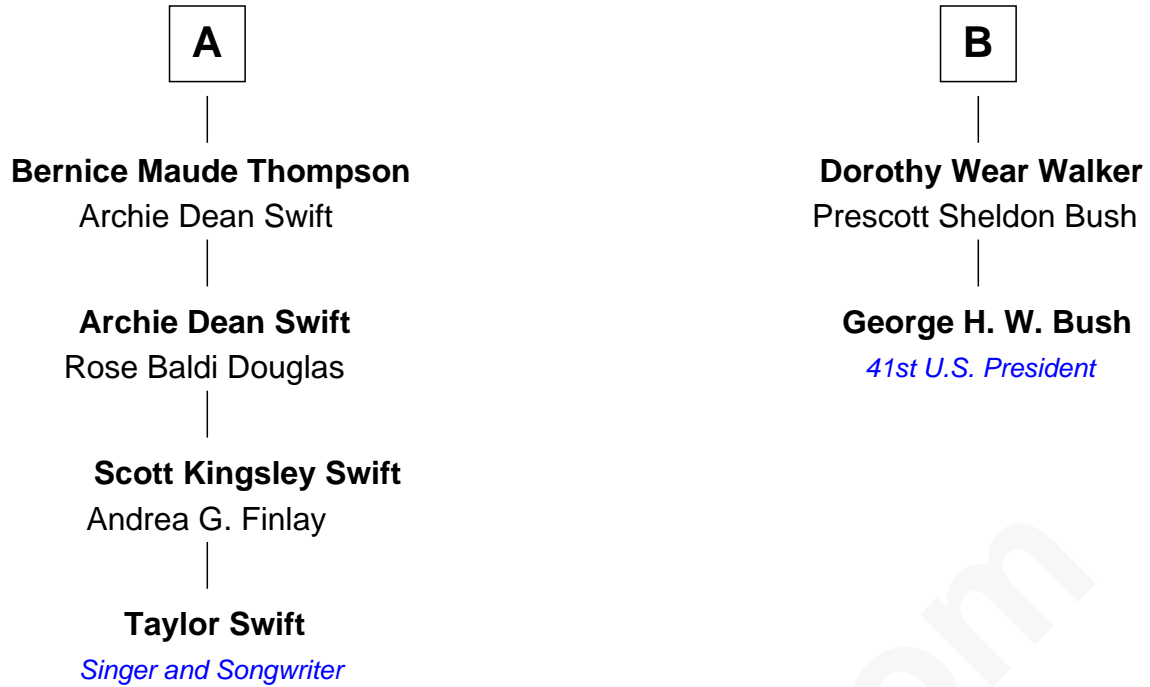 A
Bernice Maude Thompson
Archie Dean Swift
Archie Dean Swift
Rose Baldi Douglas
Scott Kingsley Swift
Andrea G. Finlay
Taylor Swift
Singer and Songwriter
B
Dorothy Wear Walker
Prescott Sheldon Bush
George H. W. Bush
41st U.S. President
om